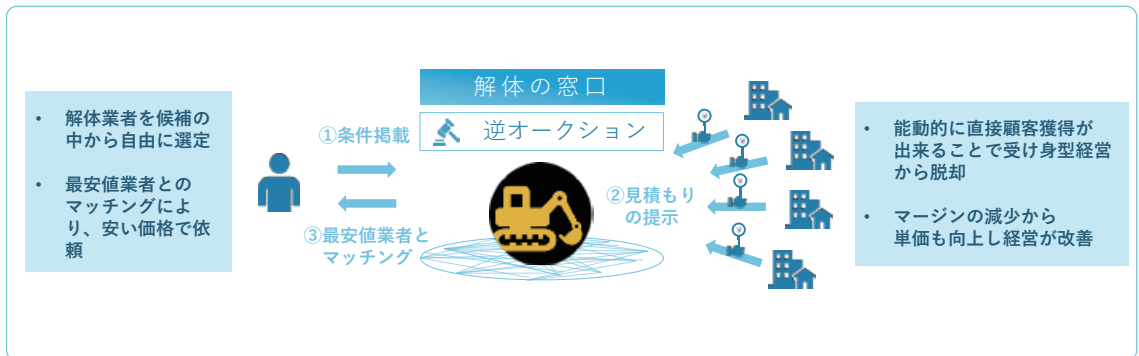 解体の窓口
逆オークション
• 解体業者を候補の
中から自由に選定
• 最安値業者との
マッチングによ
り、安い価格で依
頼
①条件掲載
③最安値業者と
マッチング
②見積もり
の提示
• 能動的に直接顧客獲得が
出来ることで受け身型経営
から脱却
• マージンの減少から
単価も向上し経営が改善